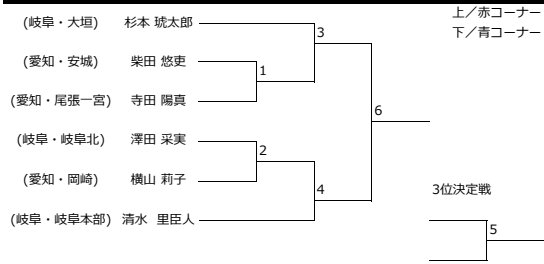 上／赤コーナー
(岐阜・大垣) 杉本 琥太郎
3
下／青コーナー
(愛知・安城) 柴田 悠吏
1
(愛知・尾張一宮) 寺田 陽真
6
(岐阜・岐阜北) 澤田 采実
2
(愛知・岡崎) 横山 莉子
4
3位決定戦
(岐阜・岐阜本部) 清水 里臣人
5